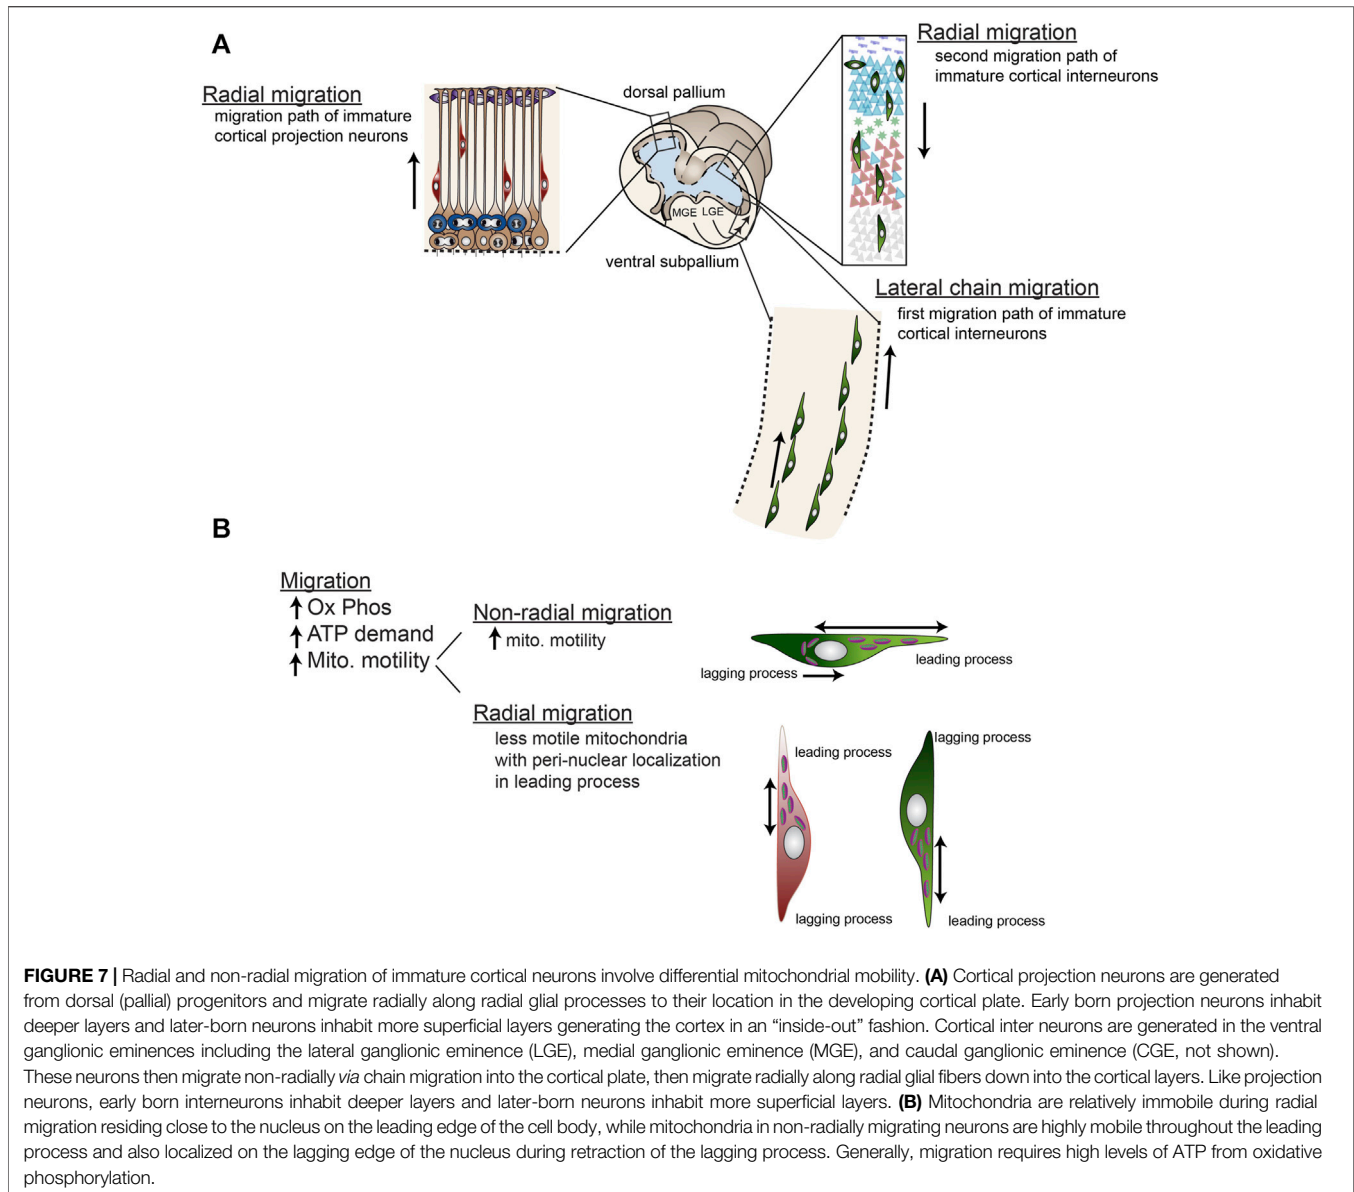 A
Radial migration
migration path of immature
cortical projection neurons
dorsal pallium
MGE LGE
ventral subpallium
Radial migration
second migration path of
immature cortical interneurons
Lateral chain migration
first migration path of immature
cortical interneurons
B
Migration
Ox Phos
ATP demand
Mito. motility
Non-radial migration
mito. motility
Radial migration
less motile mitochondria
with peri-nuclear localization
in leading process
leading process
lagging process
leading process
lagging process
lagging process
leading process
FIGURE 7 | Radial and non-radial migration of immature cortical neurons involve differential mitochondrial mobility. (A) Cortical projection neurons are generated
from dorsal (pallial) progenitors and migrate radially along radial glial processes to their location in the developing cortical plate. Early born projection neurons inhabit
deeper layers and later-born neurons inhabit more superficial layers generating the cortex in an “inside-out” fashion. Cortical inter neurons are generated in the ventral
ganglionic eminences including the lateral ganglionic eminence (LGE), medial ganglionic eminence (MGE), and caudal ganglionic eminence (CGE, not shown).
These neurons then migrate non-radially via chain migration into the cortical plate, then migrate radially along radial glial fibers down into the cortical layers. Like projection
neurons, early born interneurons inhabit deeper layers and later-born neurons inhabit more superficial layers. (B) Mitochondria are relatively immobile during radial
migration residing close to the nucleus on the leading edge of the cell body, while mitochondria in non-radially migrating neurons are highly mobile throughout the leading
process and also localized on the lagging edge of the nucleus during retraction of the lagging process. Generally, migration requires high levels of ATP from oxidative
phosphorylation.